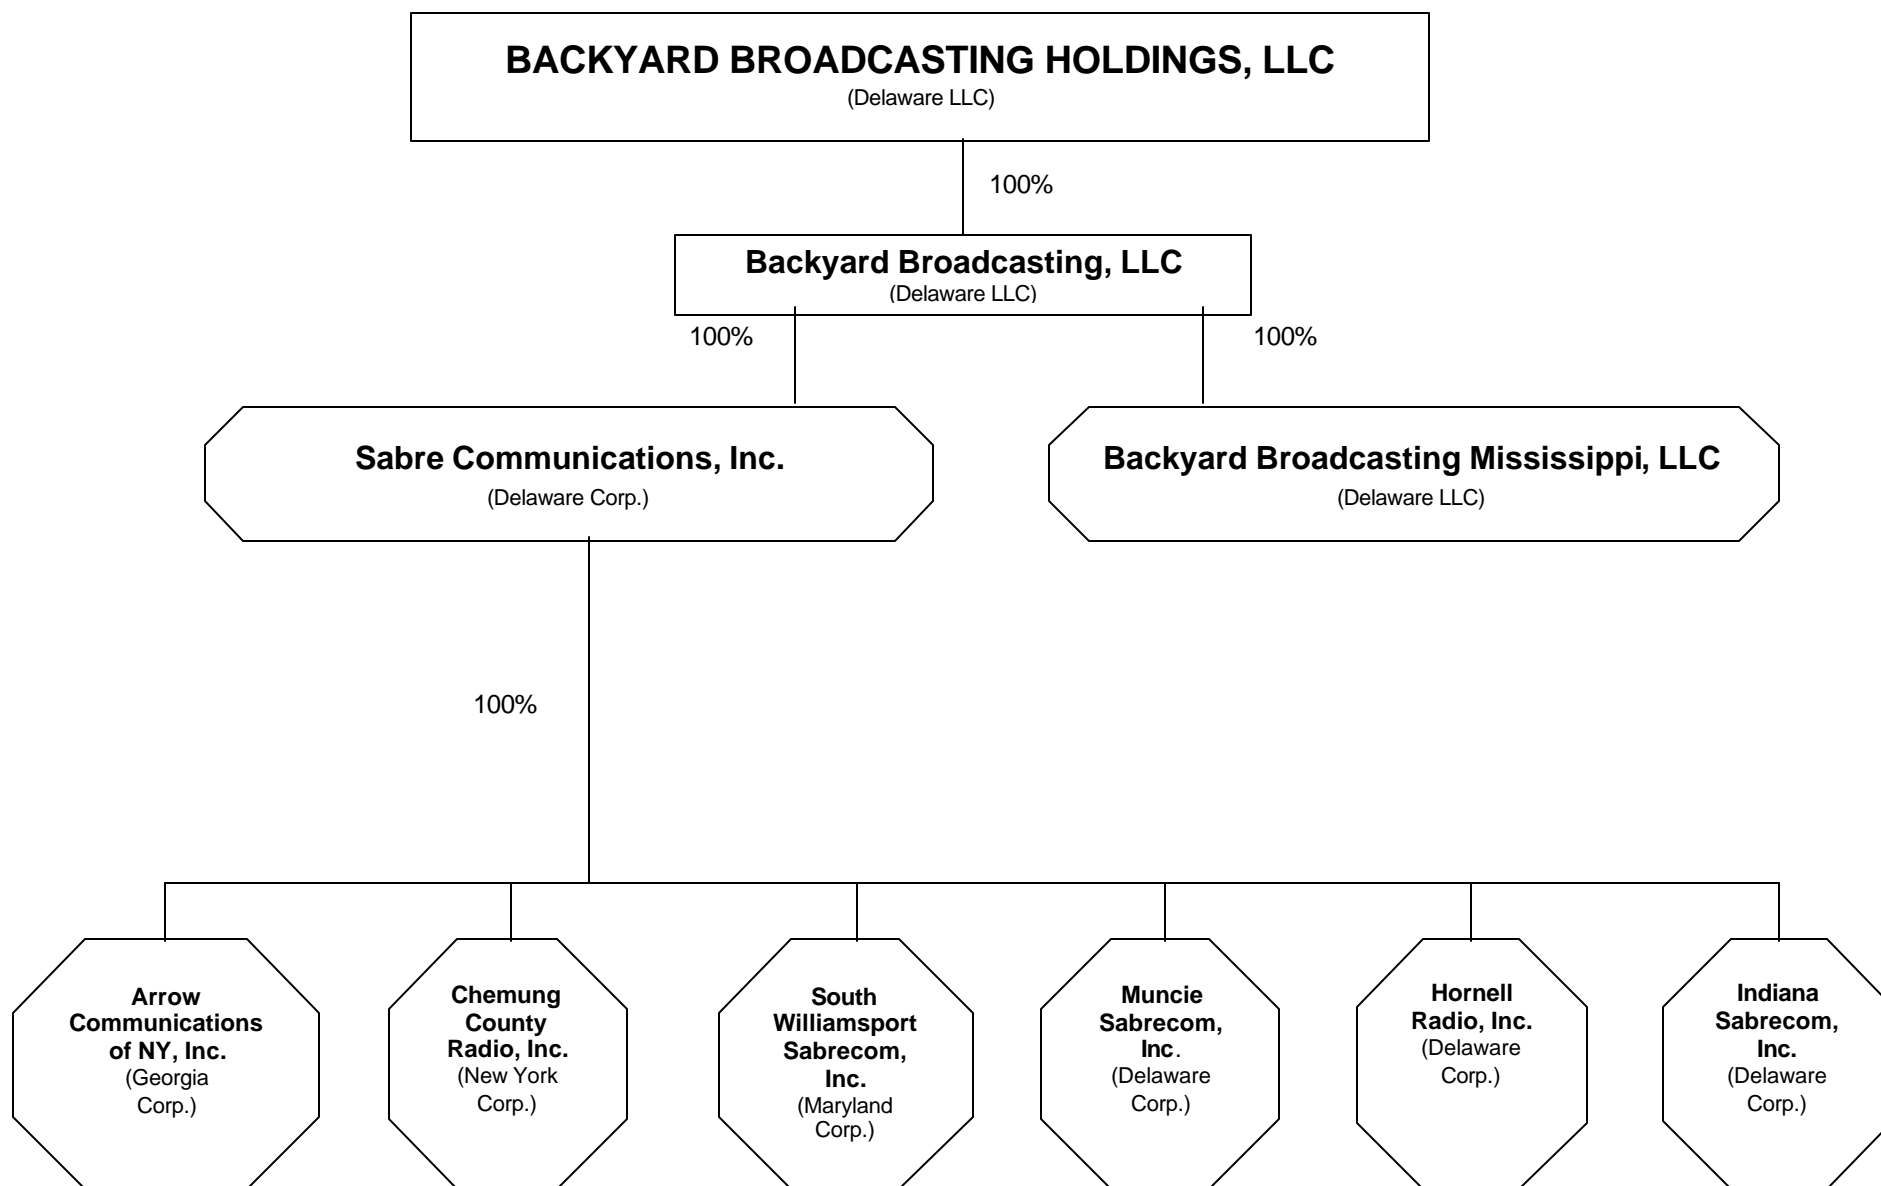 BACKYARD BROADCASTING HOLDINGS, LLC
(Delaware LLC)
100%
Backyard Broadcasting, LLC
(Delaware LLC)
100%
100%
Sabre Communications, Inc.
(Delaware Corp.)
Backyard Broadcasting Mississippi, LLC
(Delaware LLC)
100%
Arrow
Communications
of NY, Inc.
(Georgia
Corp.)
Chemung
County
Radio, Inc.
(New York
Corp.)
South
Williamsport
Sabrecom,
Inc.
(Maryland
Corp.)
Muncie
Sabrecom,
Inc.
(Delaware
Corp.)
Hornell
Radio, Inc.
(Delaware
Corp.)
Indiana
Sabrecom,
Inc.
(Delaware
Corp.)